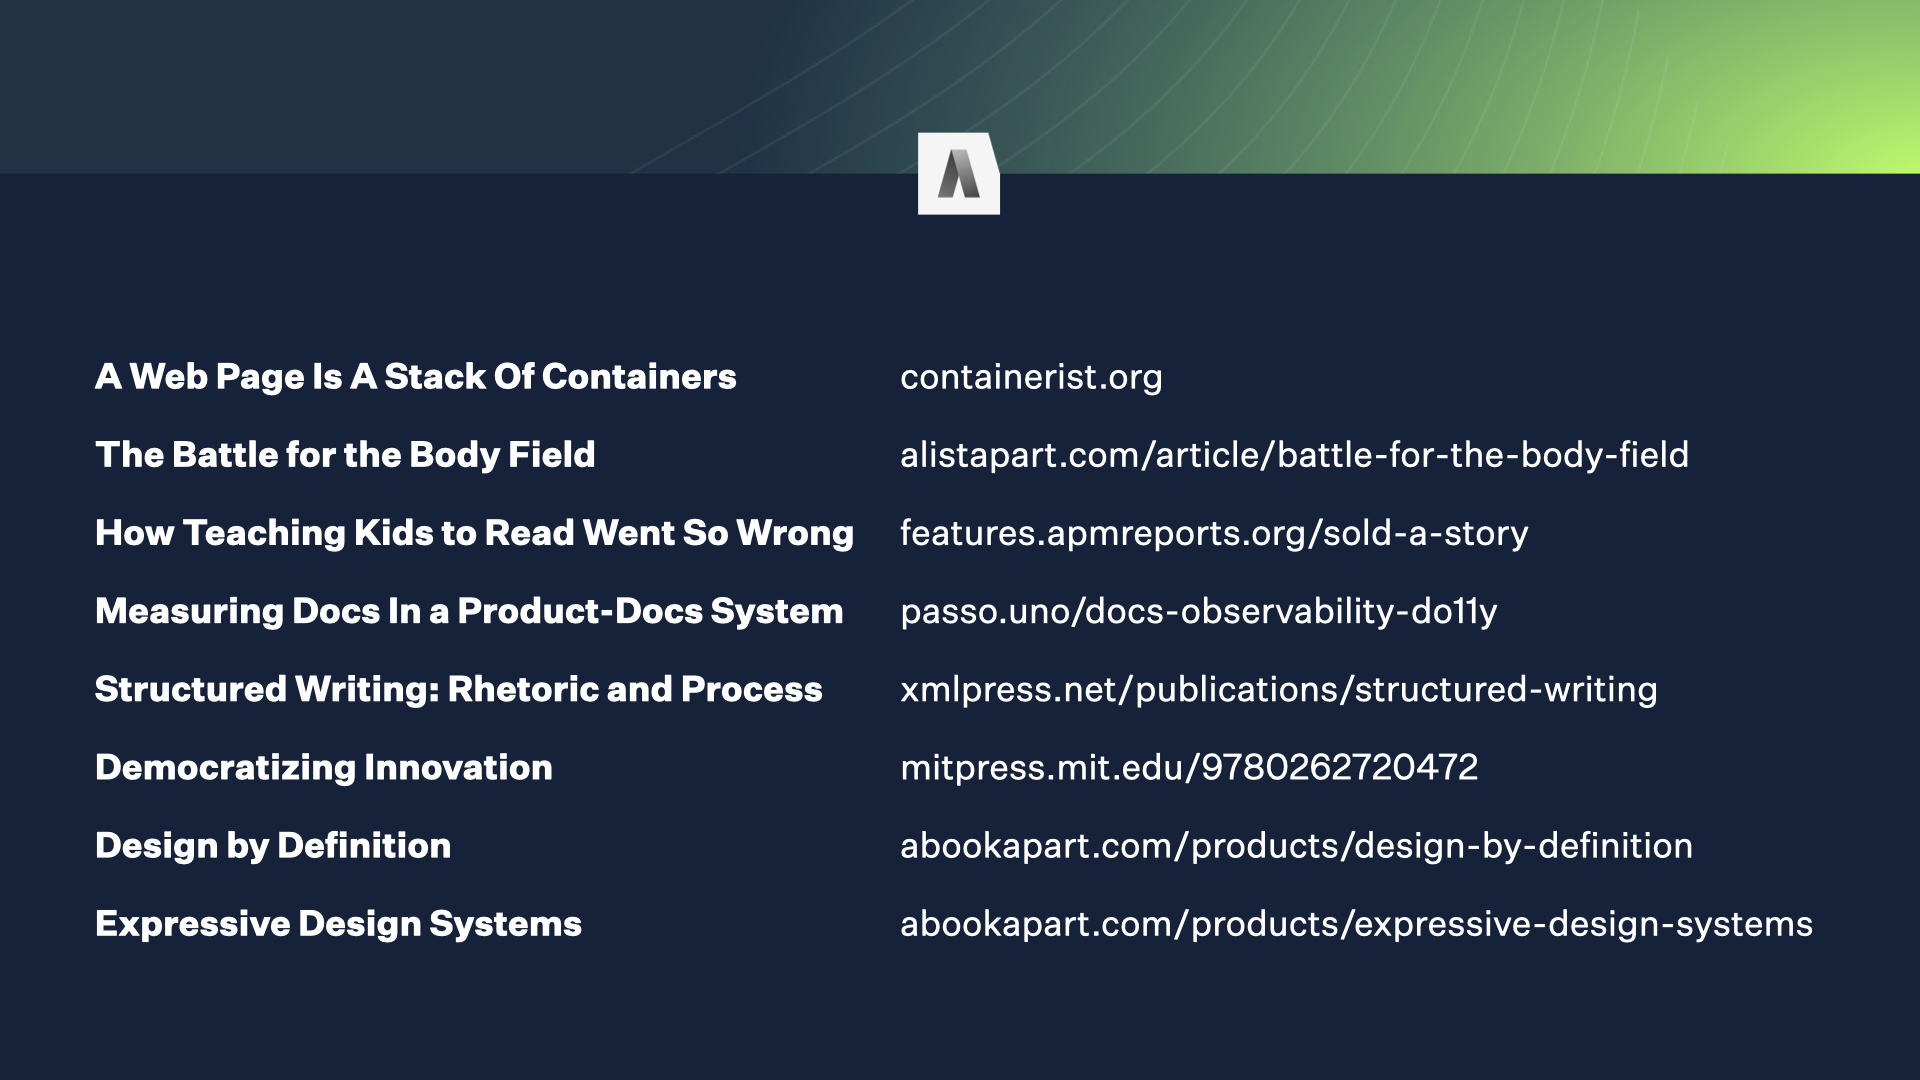 A Web Page Is A Stack Of Containers containerist.org
The Battle for the Body Field alistapart.com/article/battle-for-the-body-field
How Teaching Kids to Read Went So Wrong features.apmreports.org/sold-a-story
Measuring Docs In a Product-Docs System passo.uno/docs-observability-do11y
Structured Writing: Rhetoric and Process xmlpress.net/publications/structured-writing
Democratizing Innovation mitpress.mit.edu/9780262720472
Design by Definition abookapart.com/products/design-by-definition
Expressive Design Systems abookapart.com/products/expressive-design-systems